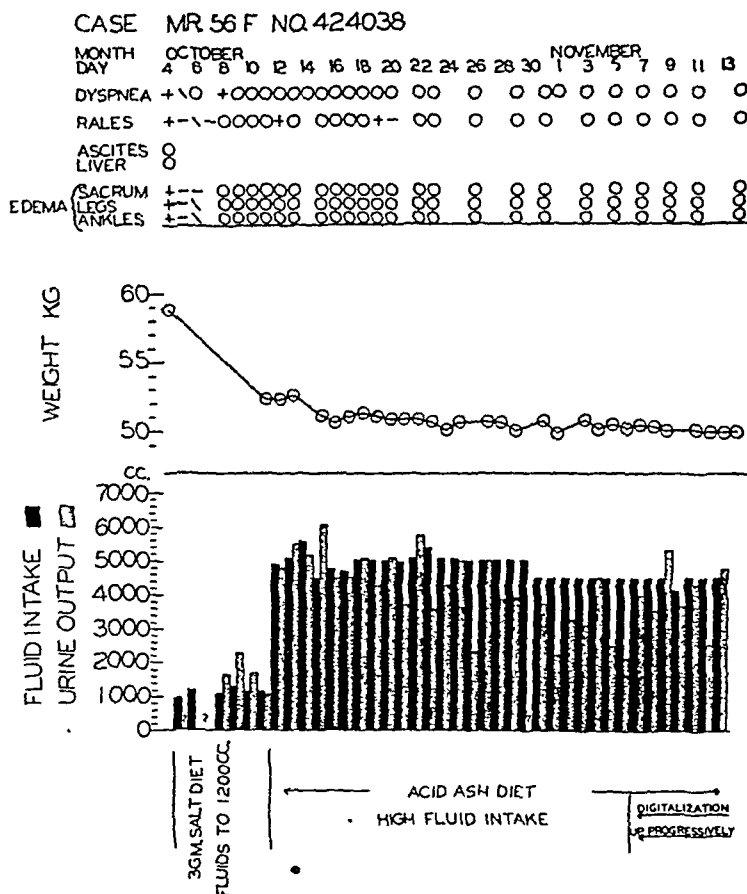 CASE MR. 56 F NO. 424038
MONTH OCTOBER NOVEMBER
DAY 4 6 8 10 12 14 16 18 20 22 24 26 28 30 1 3 5 7 9 11 13
DYSPNEA + \ O + O O O O O O O O O O O O O O O O O O O O O O O O O
RALES + - \ - O O O O + O O O O O + - O O O O O O O O O O O
ASCITES O
LIVER O
EDEMA
SACRUM + - - O O O O O O O O O O O O O O O O O O O O O O
LEGS + - \ O O O O O O O O O O O O O O O O O O O O O O
ANKLES + - \ O O O O O O O O O O O O O O O O O O O O O O
WEIGHT KG
60
55
50
CC.
FLUID INTAKE
URINE OUTPUT
7000
6000
5000
4000
3000
2000
1000
0
3GM. SALT DIET
FLUIDS TO 1200CC.
ACID ASH DIET
HIGH FLUID INTAKE
DIGITALIZATION
UP PROGRESSIVELY